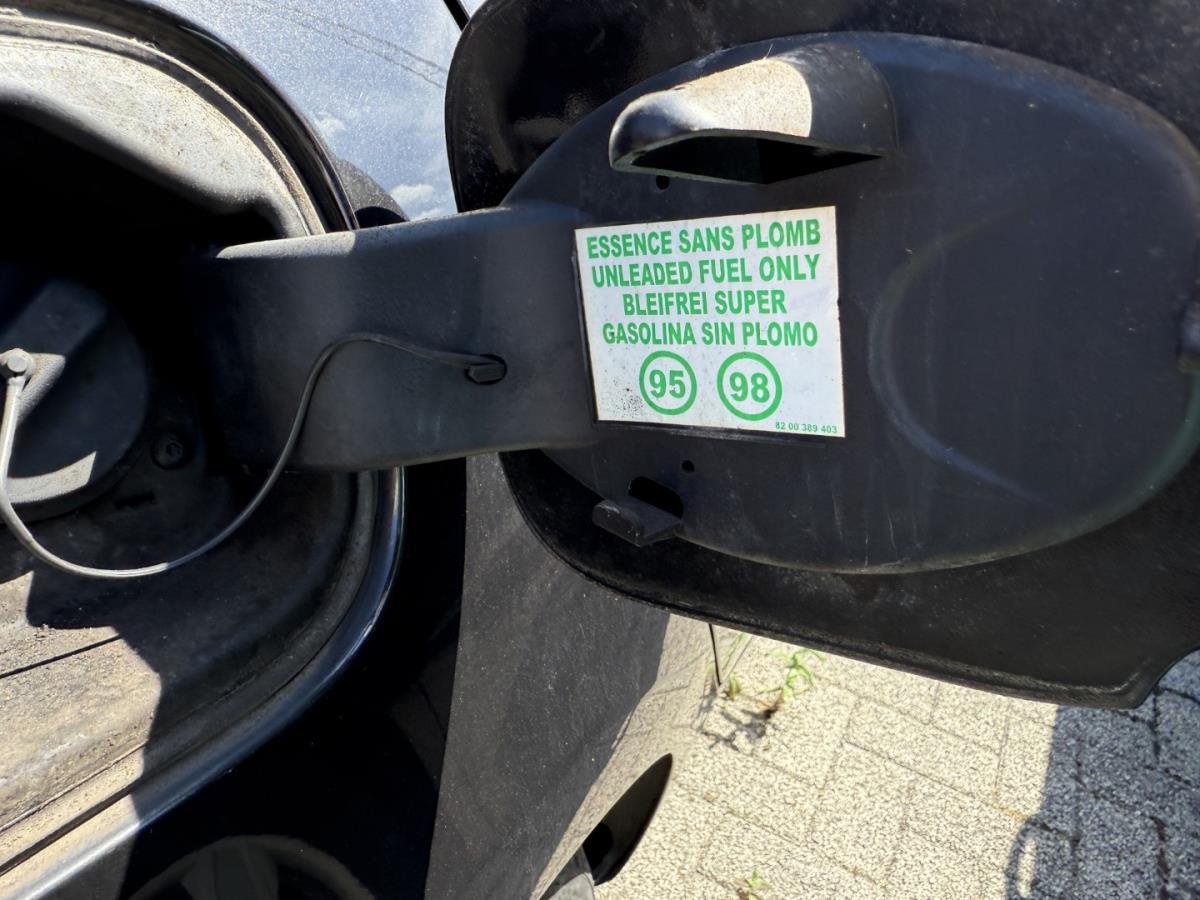 ESSENCE SANS PLOMB
UNLEADED FUEL ONLY
BLEIFREI SUPER
GASOLINA SIN PLOMO
95 98
82 00 389 403